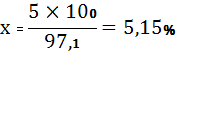 x = 5 × 100 / 97,1 = 5,15%